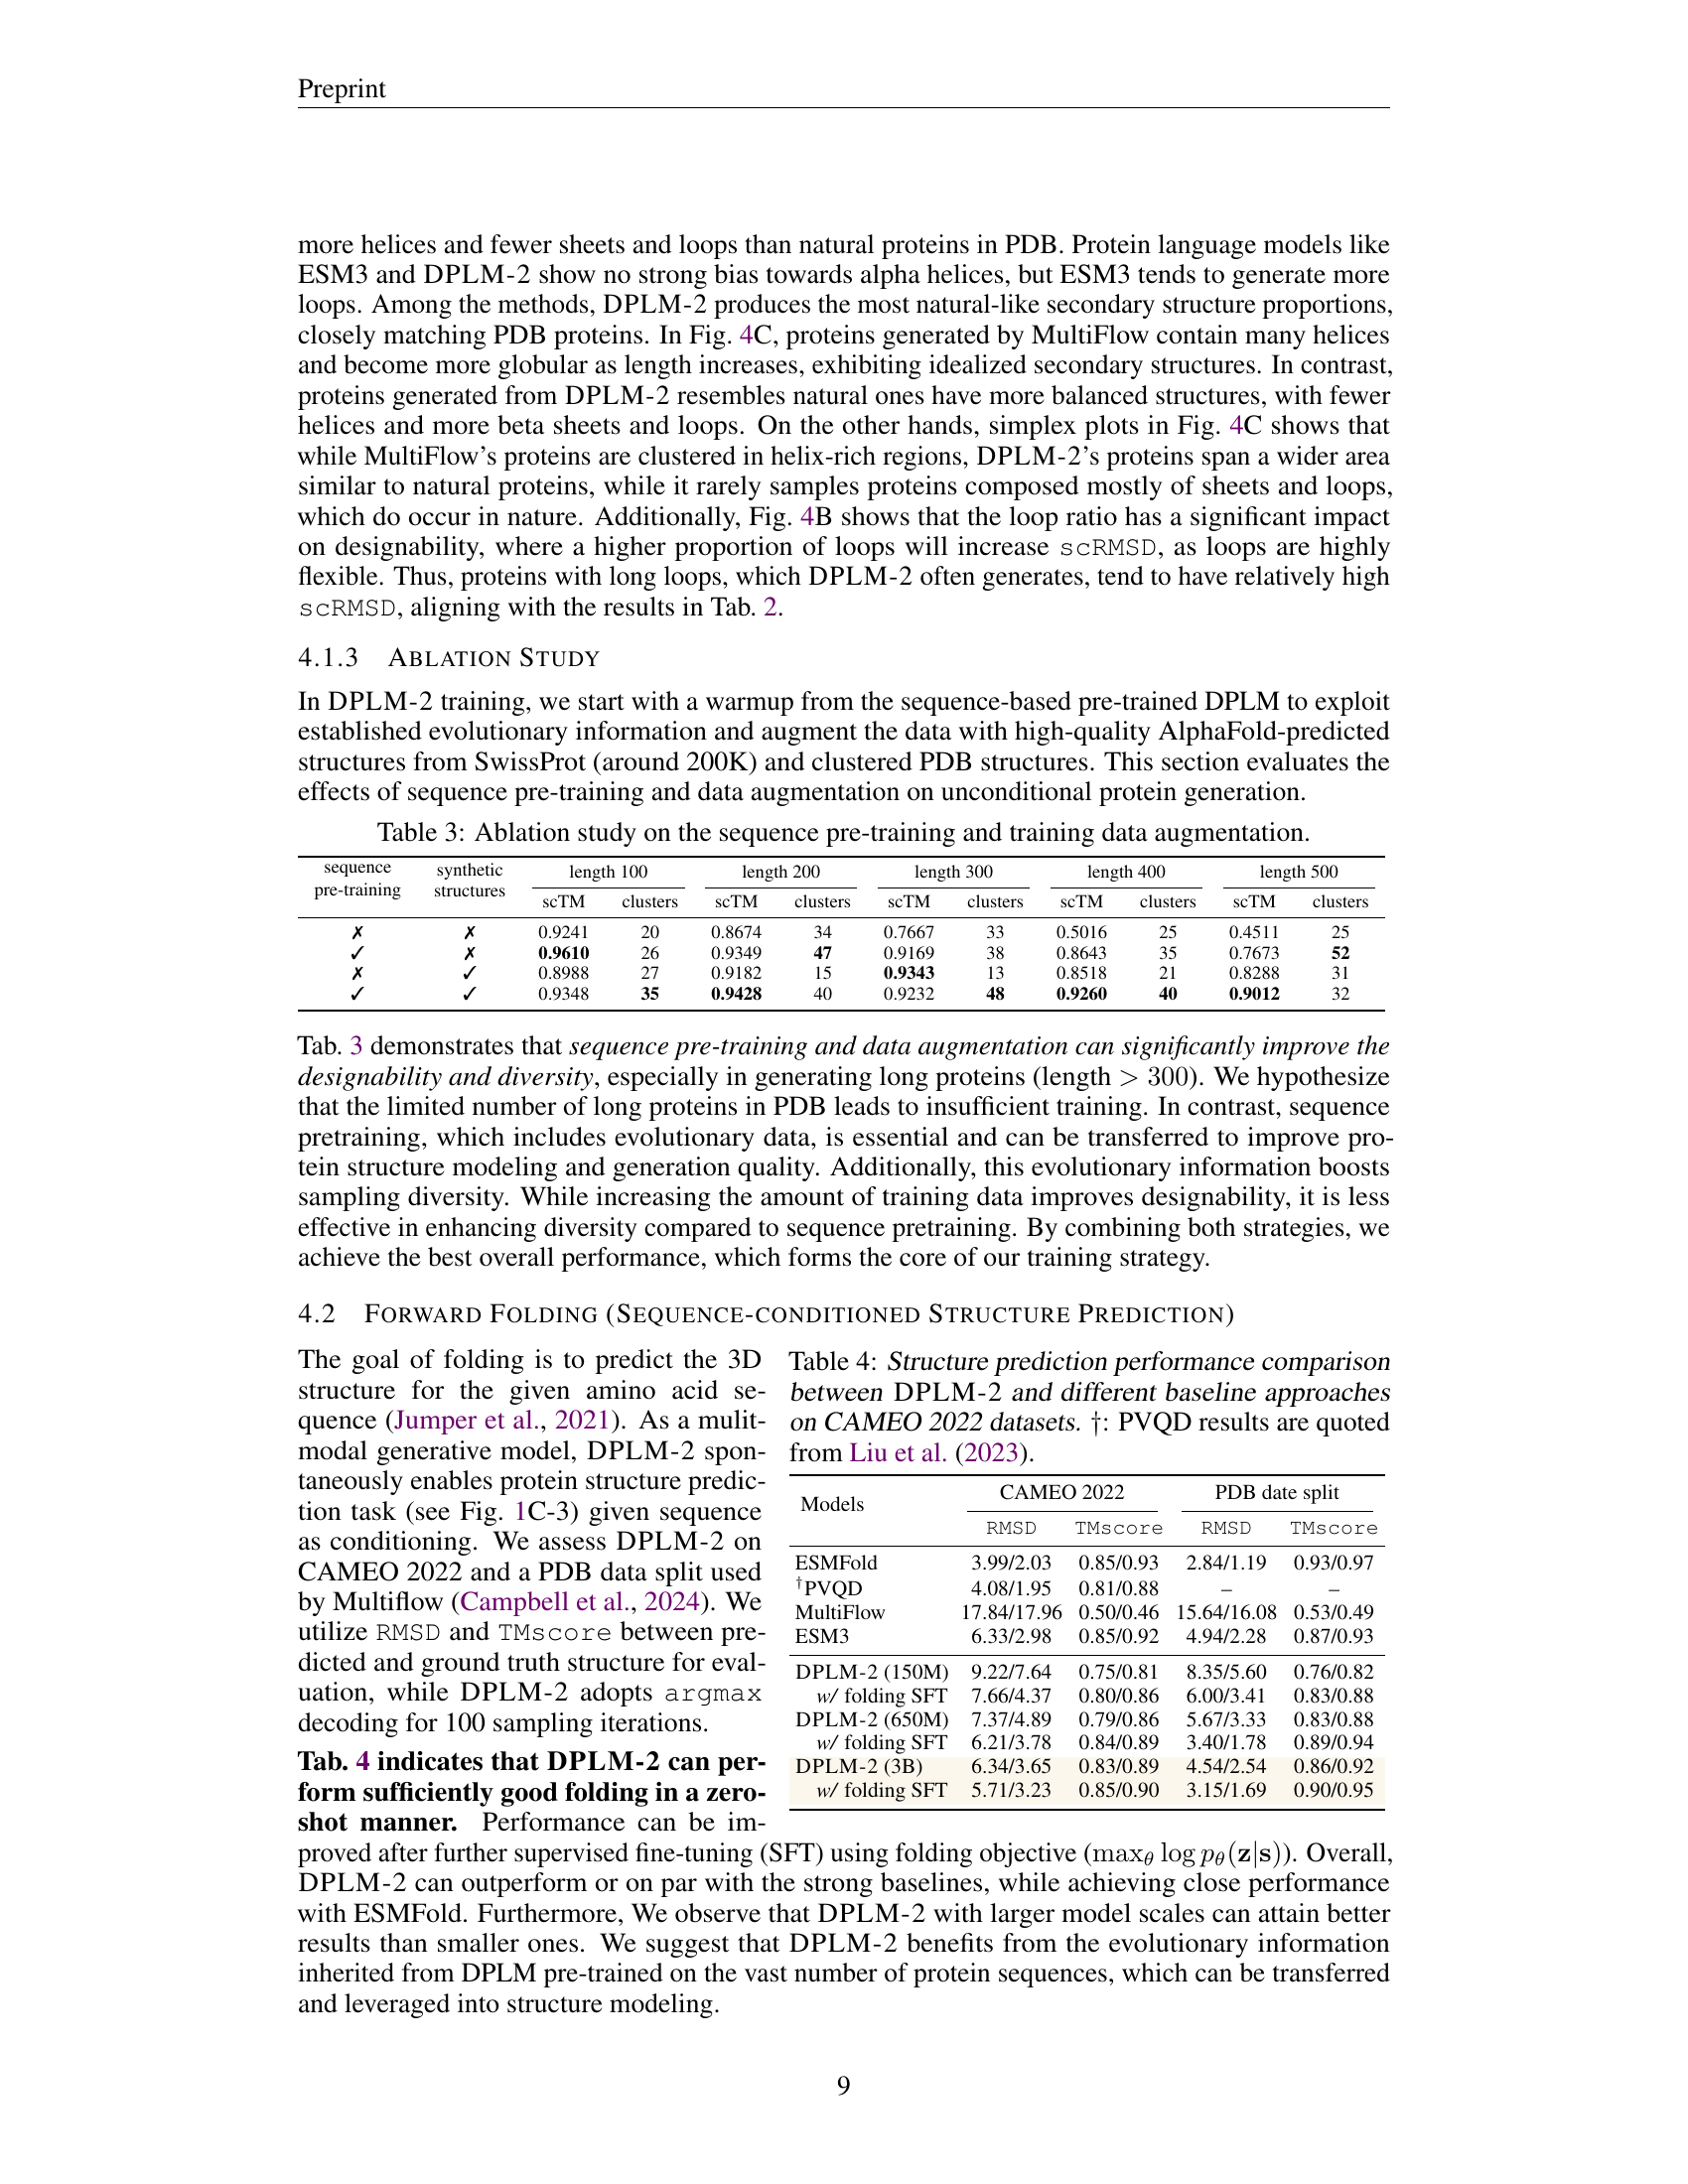 Preprint
more helices and fewer sheets and loops than natural proteins in PDB. Protein language models like
ESM3 and DPLM-2 show no strong bias towards alpha helices, but ESM3 tends to generate more
loops. Among the methods, DPLM-2 produces the most natural-like secondary structure proportions,
closely matching PDB proteins. In Fig. 4C, proteins generated by MultiFlow contain many helices
and become more globular as length increases, exhibiting idealized secondary structures. In contrast,
proteins generated from DPLM-2 resembles natural ones have more balanced structures, with fewer
helices and more beta sheets and loops. On the other hands, simplex plots in Fig. 4C shows that
while MultiFlow's proteins are clustered in helix-rich regions, DPLM-2's proteins span a wider area
similar to natural proteins, while it rarely samples proteins composed mostly of sheets and loops,
which do occur in nature. Additionally, Fig. 4B shows that the loop ratio has a significant impact
on designability, where a higher proportion of loops will increase scRMSD, as loops are highly
flexible. Thus, proteins with long loops, which DPLM-2 often generates, tend to have relatively high
scRMSD, aligning with the results in Tab. 2.
4.1.3 ABLATION STUDY
In DPLM-2 training, we start with a warmup from the sequence-based pre-trained DPLM to exploit
established evolutionary information and augment the data with high-quality AlphaFold-predicted
structures from SwissProt (around 200K) and clustered PDB structures. This section evaluates the
effects of sequence pre-training and data augmentation on unconditional protein generation.
Table 3: Ablation study on the sequence pre-training and training data augmentation.
sequence pre-training synthetic structures length 100 length 200 length 300 length 400 length 500
scTM clusters scTM clusters scTM clusters scTM clusters scTM clusters
✗ ✗ 0.9241 20 0.8674 34 0.7667 33 0.5016 25 0.4511 25
✓ ✗ 0.9610 26 0.9349 47 0.9169 38 0.8643 35 0.7673 52
✗ ✓ 0.8988 27 0.9182 15 0.9343 13 0.8518 21 0.8288 31
✓ ✓ 0.9348 35 0.9428 40 0.9232 48 0.9260 40 0.9012 32
Tab. 3 demonstrates that sequence pre-training and data augmentation can significantly improve the
designability and diversity, especially in generating long proteins (length > 300). We hypothesize
that the limited number of long proteins in PDB leads to insufficient training. In contrast, sequence
pretraining, which includes evolutionary data, is essential and can be transferred to improve pro-
tein structure modeling and generation quality. Additionally, this evolutionary information boosts
sampling diversity. While increasing the amount of training data improves designability, it is less
effective in enhancing diversity compared to sequence pretraining. By combining both strategies, we
achieve the best overall performance, which forms the core of our training strategy.
4.2 FORWARD FOLDING (SEQUENCE-CONDITIONED STRUCTURE PREDICTION)
The goal of folding is to predict the 3D
structure for the given amino acid se-
quence (Jumper et al., 2021). As a mulit-
modal generative model, DPLM-2 spon-
taneously enables protein structure predic-
tion task (see Fig. 1C-3) given sequence
as conditioning. We assess DPLM-2 on
CAMEO 2022 and a PDB data split used
by Multiflow (Campbell et al., 2024). We
utilize RMSD and TMscore between pre-
dicted and ground truth structure for eval-
uation, while DPLM-2 adopts argmax
decoding for 100 sampling iterations.
Table 4: Structure prediction performance comparison
between DPLM-2 and different baseline approaches
on CAMEO 2022 datasets. †: PVQD results are quoted
from Liu et al. (2023).
Models CAMEO 2022 PDB date split
RMSD TMscore RMSD TMscore
ESMFold 3.99/2.03 0.85/0.93 2.84/1.19 0.93/0.97
†PVQD 4.08/1.95 0.81/0.88 – –
MultiFlow 17.84/17.96 0.50/0.46 15.64/16.08 0.53/0.49
ESM3 6.33/2.98 0.85/0.92 4.94/2.28 0.87/0.93
DPLM-2 (150M) 9.22/7.64 0.75/0.81 8.35/5.60 0.76/0.82
w/ folding SFT 7.66/4.37 0.80/0.86 6.00/3.41 0.83/0.88
DPLM-2 (650M) 7.37/4.89 0.79/0.86 5.67/3.33 0.83/0.88
w/ folding SFT 6.21/3.78 0.84/0.89 3.40/1.78 0.89/0.94
DPLM-2 (3B) 6.34/3.65 0.83/0.89 4.54/2.54 0.86/0.92
w/ folding SFT 5.71/3.23 0.85/0.90 3.15/1.69 0.90/0.95
Tab. 4 indicates that DPLM-2 can per-
form sufficiently good folding in a zero-
shot manner. Performance can be im-
proved after further supervised fine-tuning (SFT) using folding objective (maxθ log pθ(z|s)). Overall,
DPLM-2 can outperform or on par with the strong baselines, while achieving close performance
with ESMFold. Furthermore, We observe that DPLM-2 with larger model scales can attain better
results than smaller ones. We suggest that DPLM-2 benefits from the evolutionary information
inherited from DPLM pre-trained on the vast number of protein sequences, which can be transferred
and leveraged into structure modeling.
9